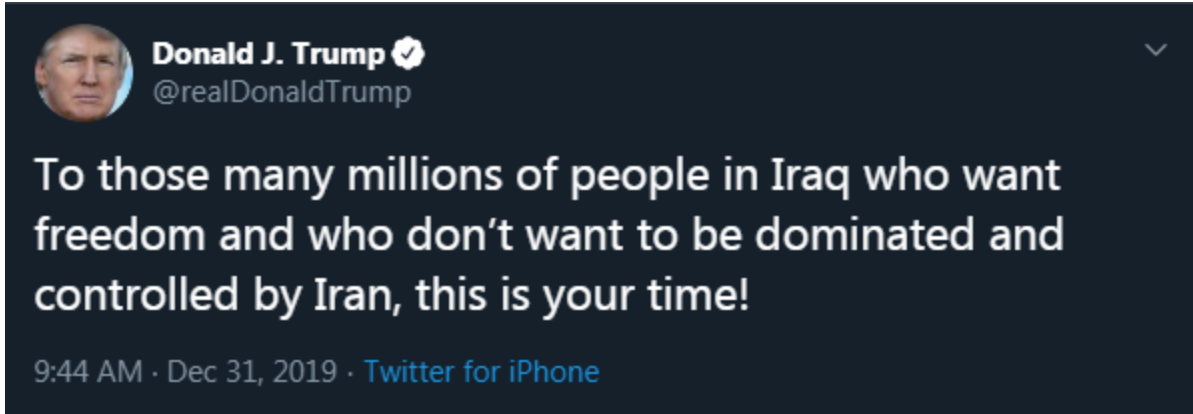 Donald J. Trump
@realDonaldTrump
To those many millions of people in Iraq who want
freedom and who don’t want to be dominated and
controlled by Iran, this is your time!
9:44 AM · Dec 31, 2019 · Twitter for iPhone